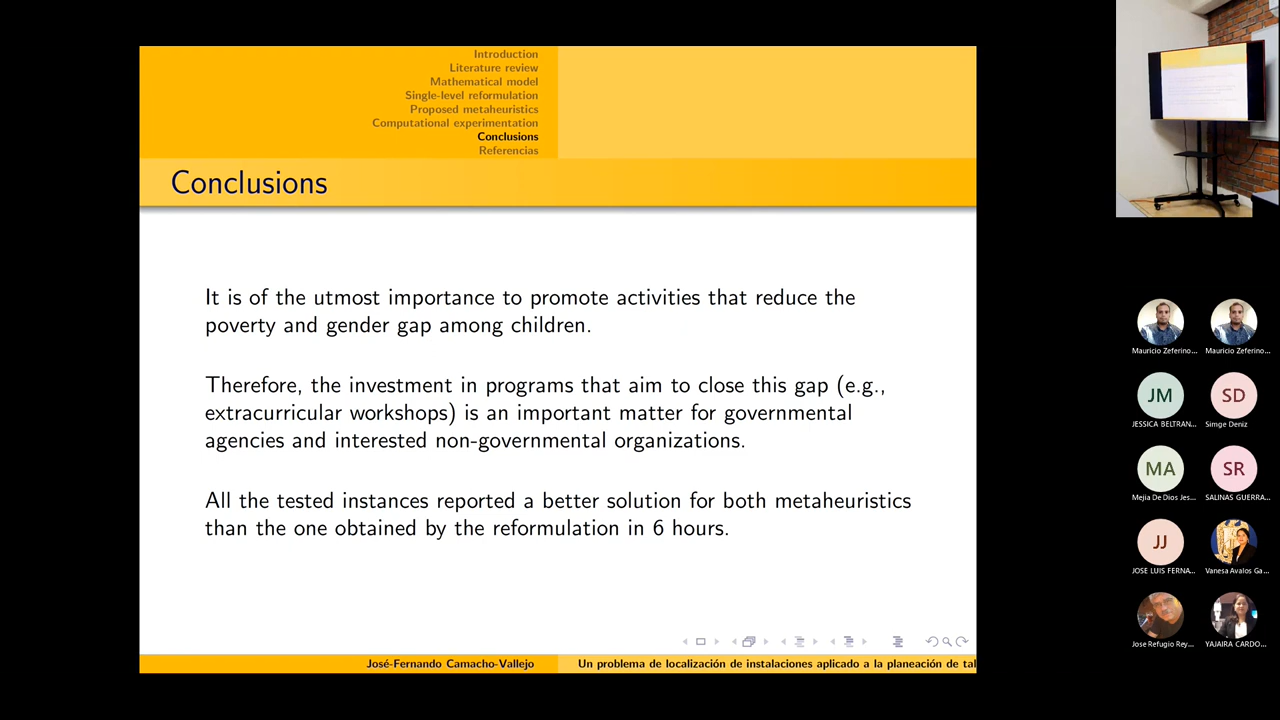 Introduction
Literature review
Mathematical model
Single-level reformulation
Proposed metaheuristics
Computational experimentation
Conclusions
Referencias
Conclusions
It is of the utmost importance to promote activities that reduce the
poverty and gender gap among children.
Therefore, the investment in programs that aim to close this gap (e.g.,
extracurricular workshops) is an important matter for governmental
agencies and interested non-governmental organizations.
All the tested instances reported a better solution for both metaheuristics
than the one obtained by the reformulation in 6 hours.
José-Fernando Camacho-Vallejo
Un problema de localización de instalaciones aplicado a la planeación de tal
Mauricio Zeferino...
Mauricio Zeferino...
JM
SD
JESSICA BELTRAN...
Simge Deniz
MA
SR
Mejia De Dios Jes...
SALINAS GUERRA...
JJ
JOSE LUIS FERNA...
Vanesa Avalos Ga...
Jose Refugio Rey...
YAJAIRA CARDO...